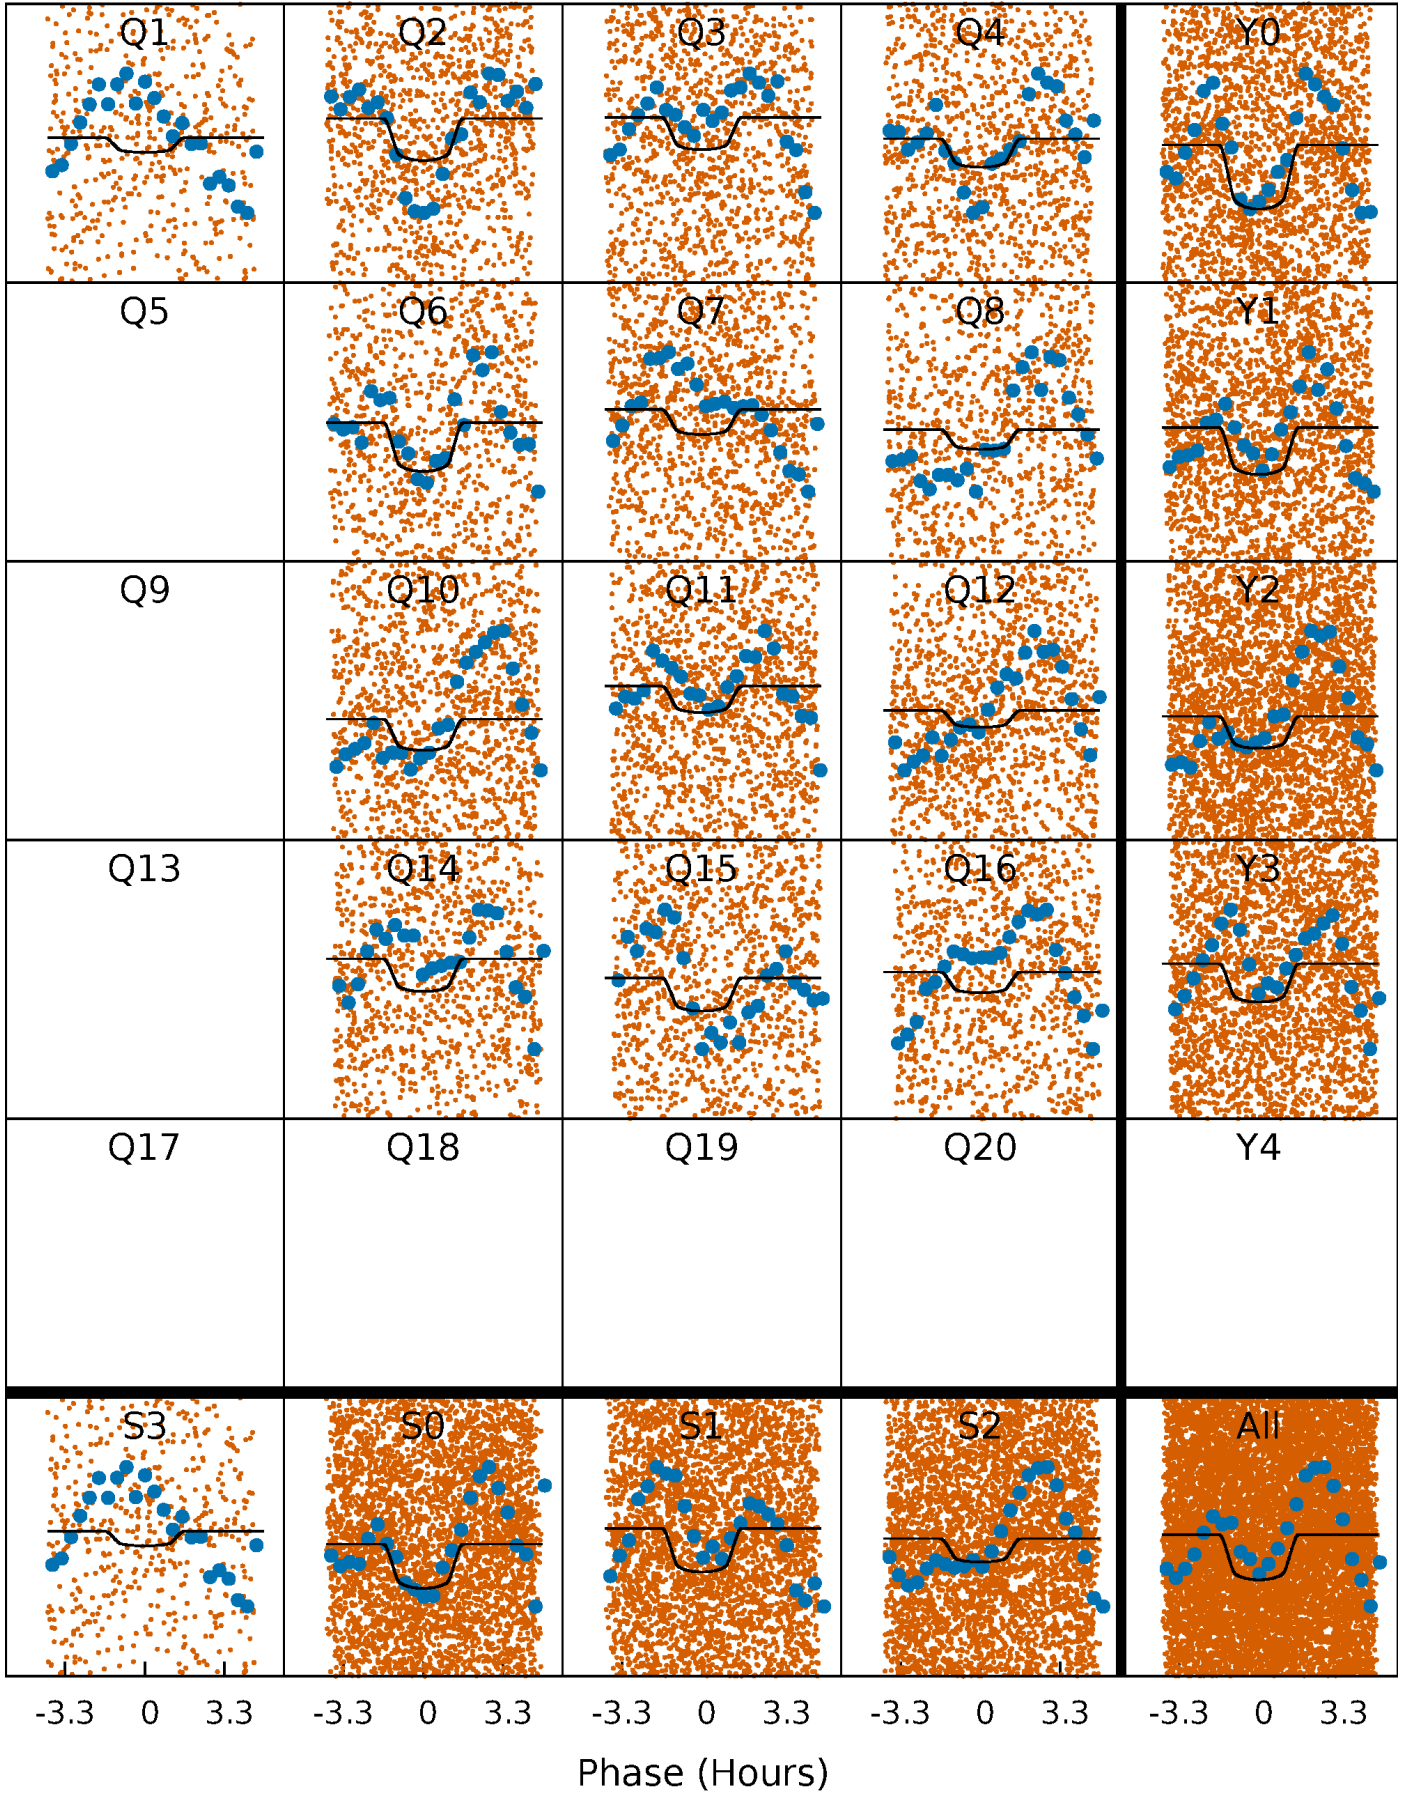 Q1 Q2 Q3 Q4 Y0
Q5 Q6 Q7 Q8 Y1
Q9 Q10 Q11 Q12 Y2
Q13 Q14 Q15 Q16 Y3
Q17 Q18 Q19 Q20 Y4
S3 S0 S1 S2 All
-3.3 0 3.3 -3.3 0 3.3 -3.3 0 3.3 -3.3 0 3.3 -3.3 0 3.3
Phase (Hours)